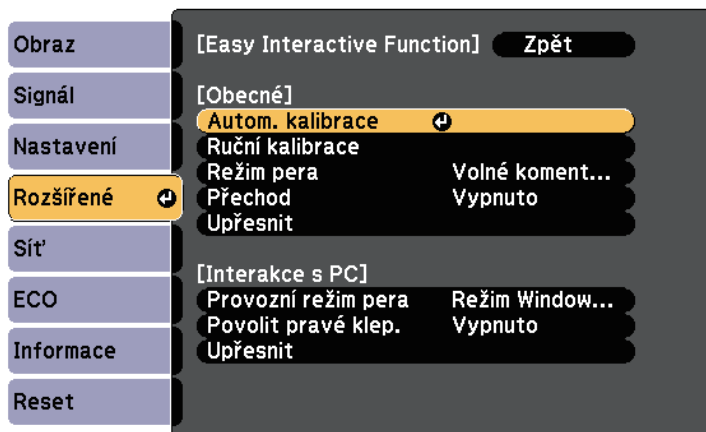 Obraz
Signál
Nastavení
Rozšířené
Síť
ECO
Informace
Reset
[Easy Interactive Function] Zpět
[Obecné]
Autom. kalibrace
Ruční kalibrace
Režim pera Volné koment...
Přechod Vypnuto
Upřesnit
[Interakce s PC]
Provozní režim pera Režim Window...
Povolit pravé klep. Vypnuto
Upřesnit